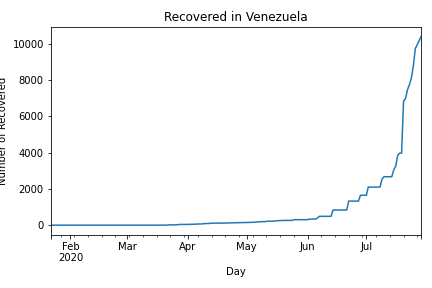 Recovered in Venezuela
Number of Recovered
10000
8000
6000
4000
2000
0
Feb
2020
Mar
Apr
May
Jun
Jul
Day